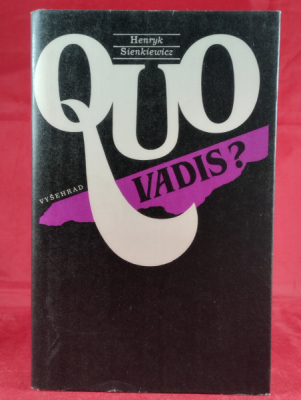 Henryk
Sienkiewicz
QUO
VADIS?
VYŠEHRAD